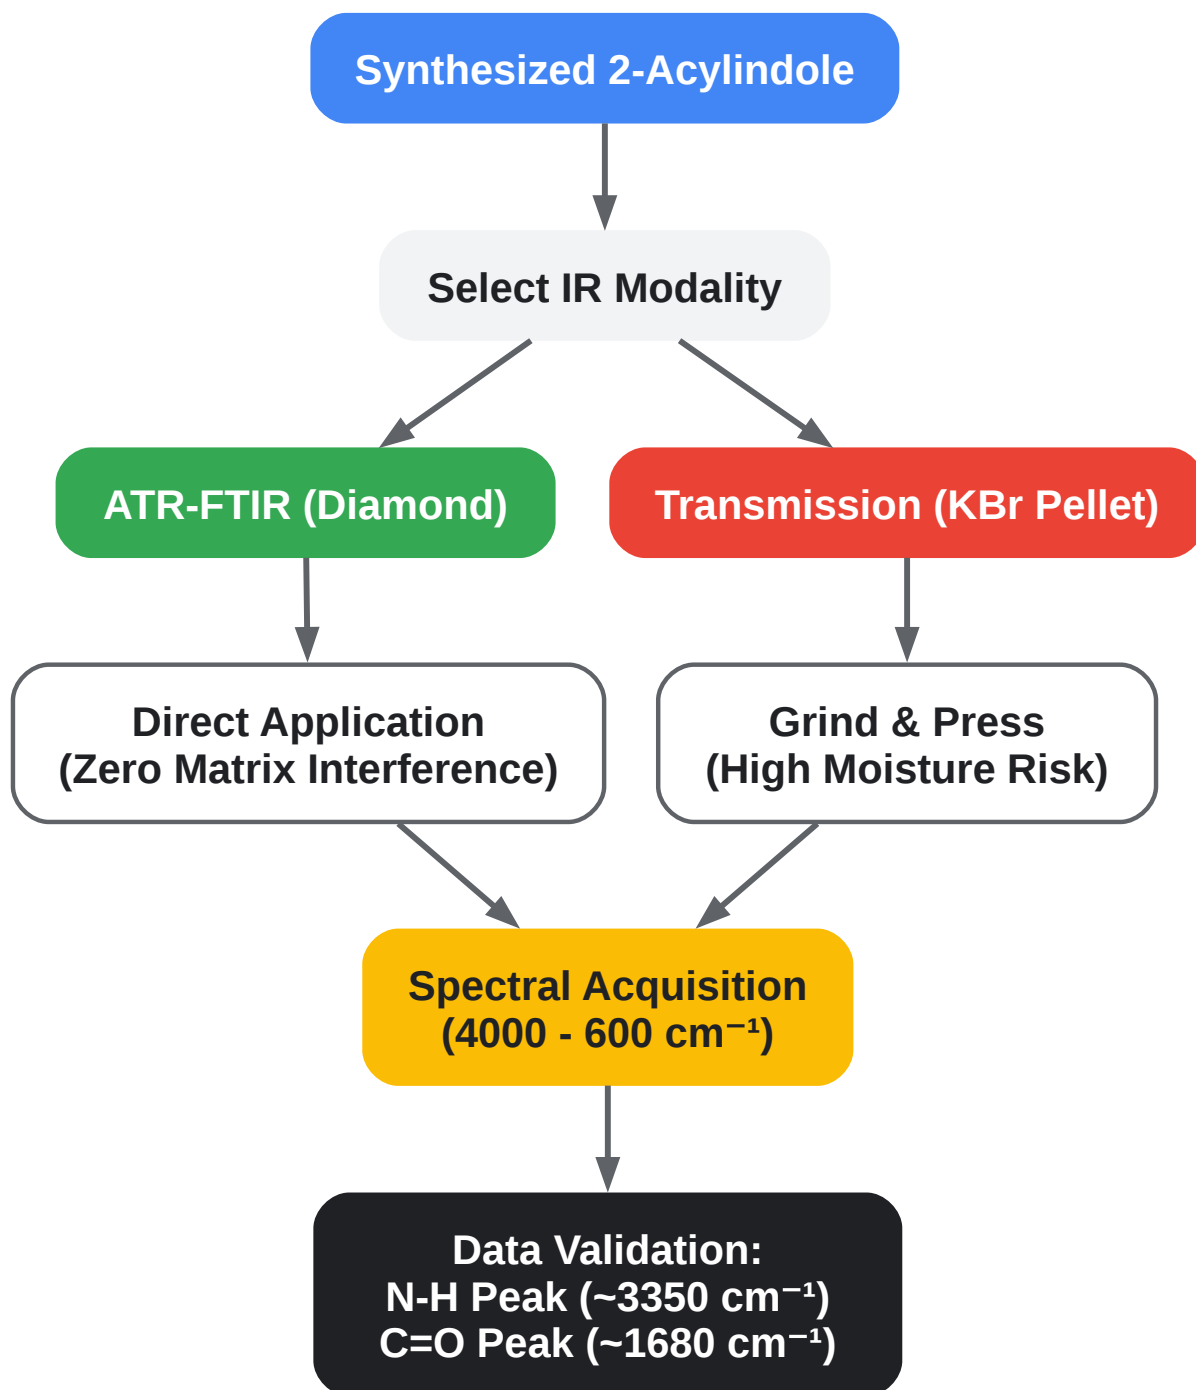 Synthesized 2-Acylindole
Select IR Modality
ATR-FTIR (Diamond)
Transmission (KBr Pellet)
Direct Application
(Zero Matrix Interference)
Grind & Press
(High Moisture Risk)
Spectral Acquisition
(4000 - 600 cm⁻¹)
Data Validation:
N-H Peak (~3350 cm⁻¹)
C=O Peak (~1680 cm⁻¹)